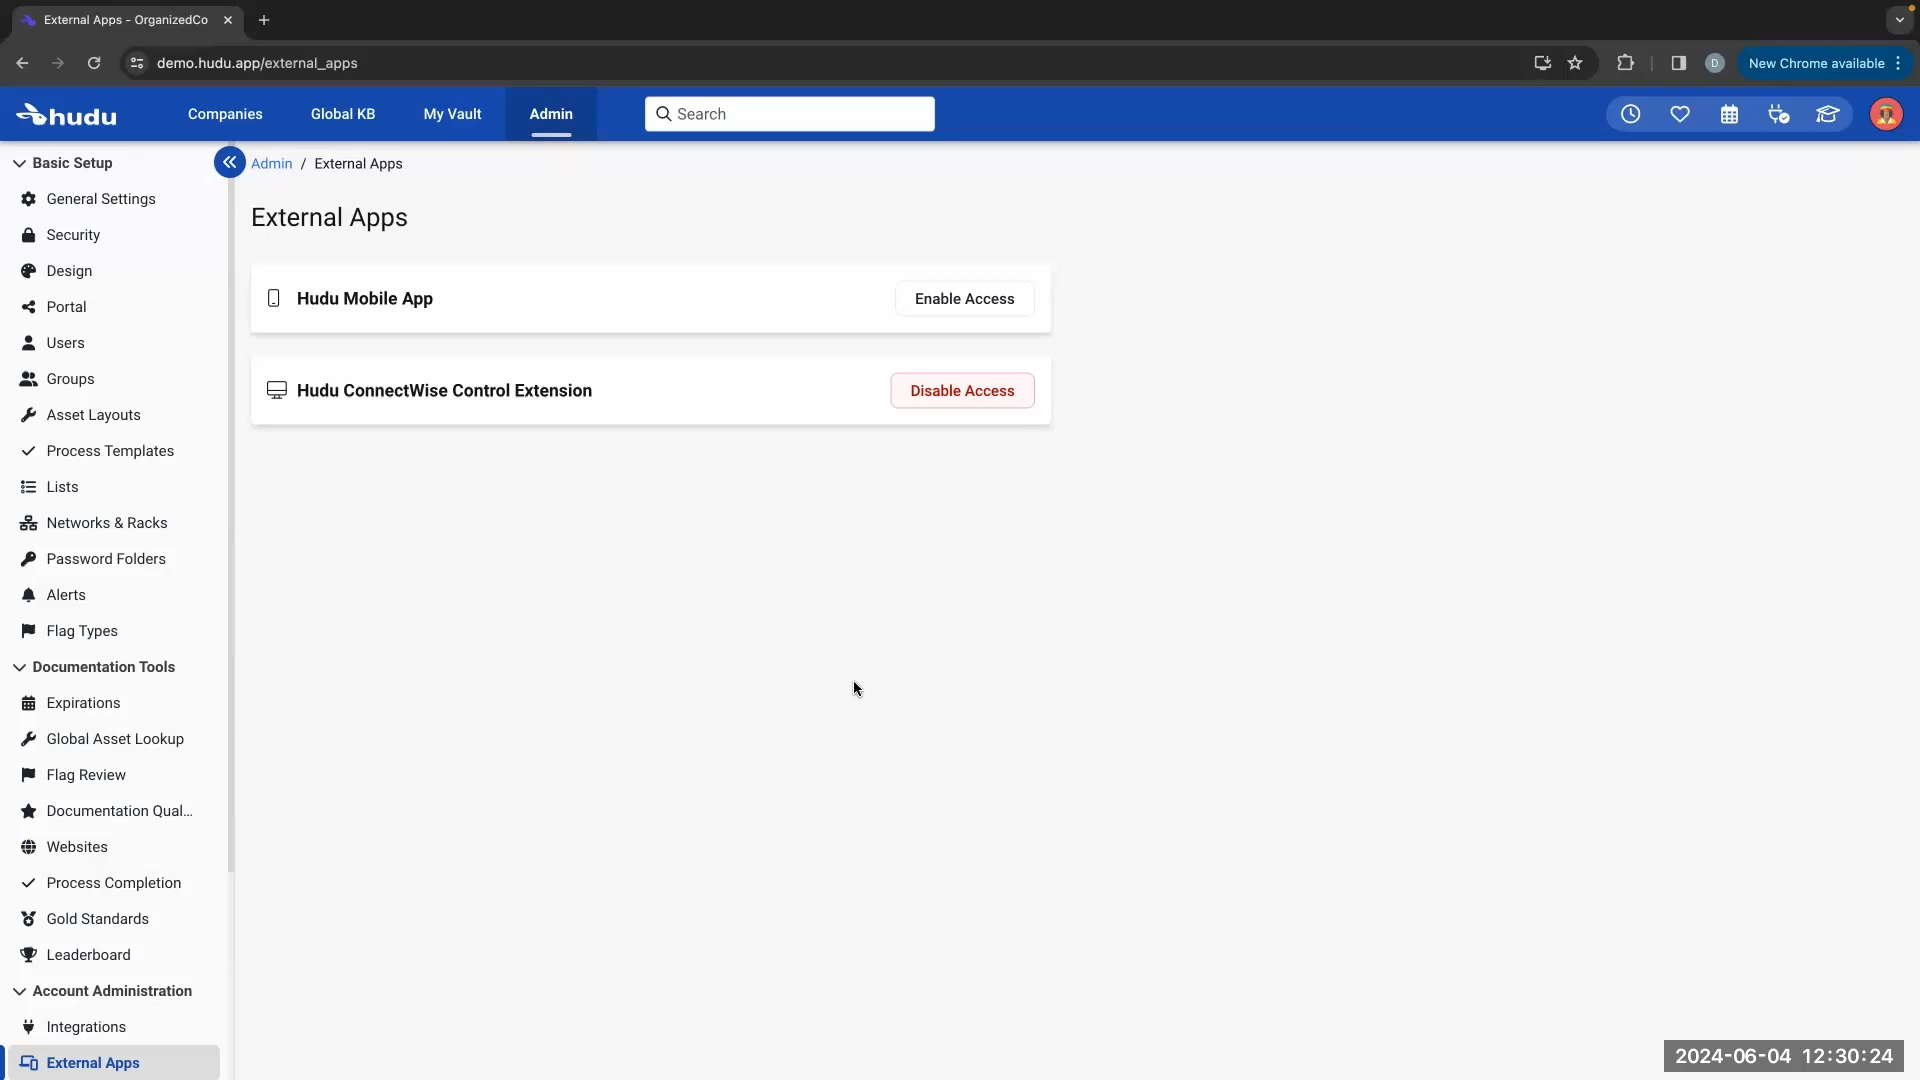 External Apps - OrganizedCo
demo.hudu.app/external_apps
D
New Chrome available
hudu
Companies
Global KB
My Vault
Admin
Search
Basic Setup
General Settings
Security
Design
Portal
Users
Groups
Asset Layouts
Process Templates
Lists
Networks & Racks
Password Folders
Alerts
Flag Types
Documentation Tools
Expirations
Global Asset Lookup
Flag Review
Documentation Qual...
Websites
Process Completion
Gold Standards
Leaderboard
Account Administration
Integrations
External Apps
Admin / External Apps
External Apps
Hudu Mobile App
Enable Access
Hudu ConnectWise Control Extension
Disable Access
2024-06-04 12:30:24